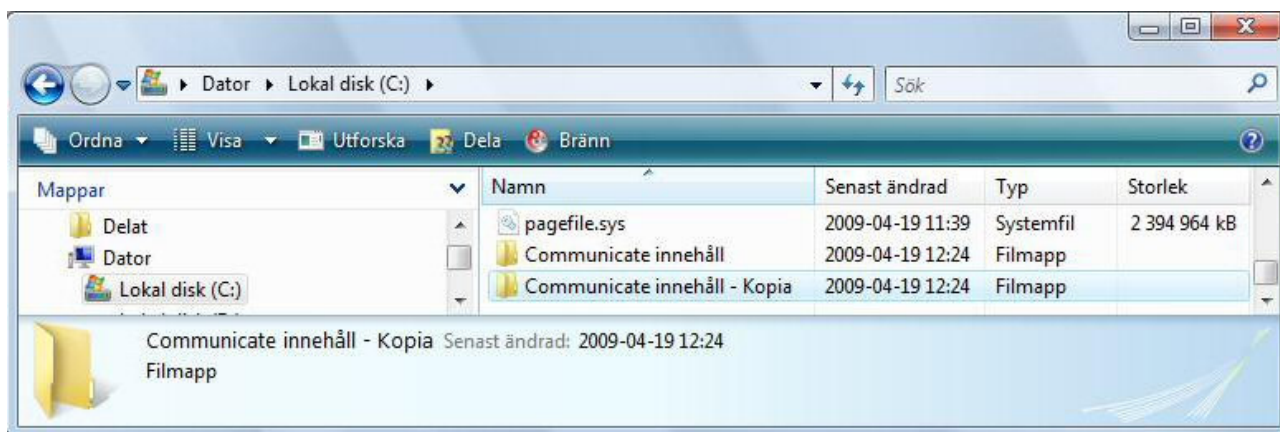 Dator Lokal disk (C:) Sök
Ordna Visa Utforska Dela Bränn
Mappar
Delat
Dator
Lokal disk (C:)
Namn Senast ändrad Typ Storlek
pagefile.sys 2009-04-19 11:39 Systemfil 2 394 964 kB
Communicate innehåll 2009-04-19 12:24 Filmapp
Communicate innehåll - Kopia 2009-04-19 12:24 Filmapp
Communicate innehåll - Kopia Senast ändrad: 2009-04-19 12:24
Filmapp